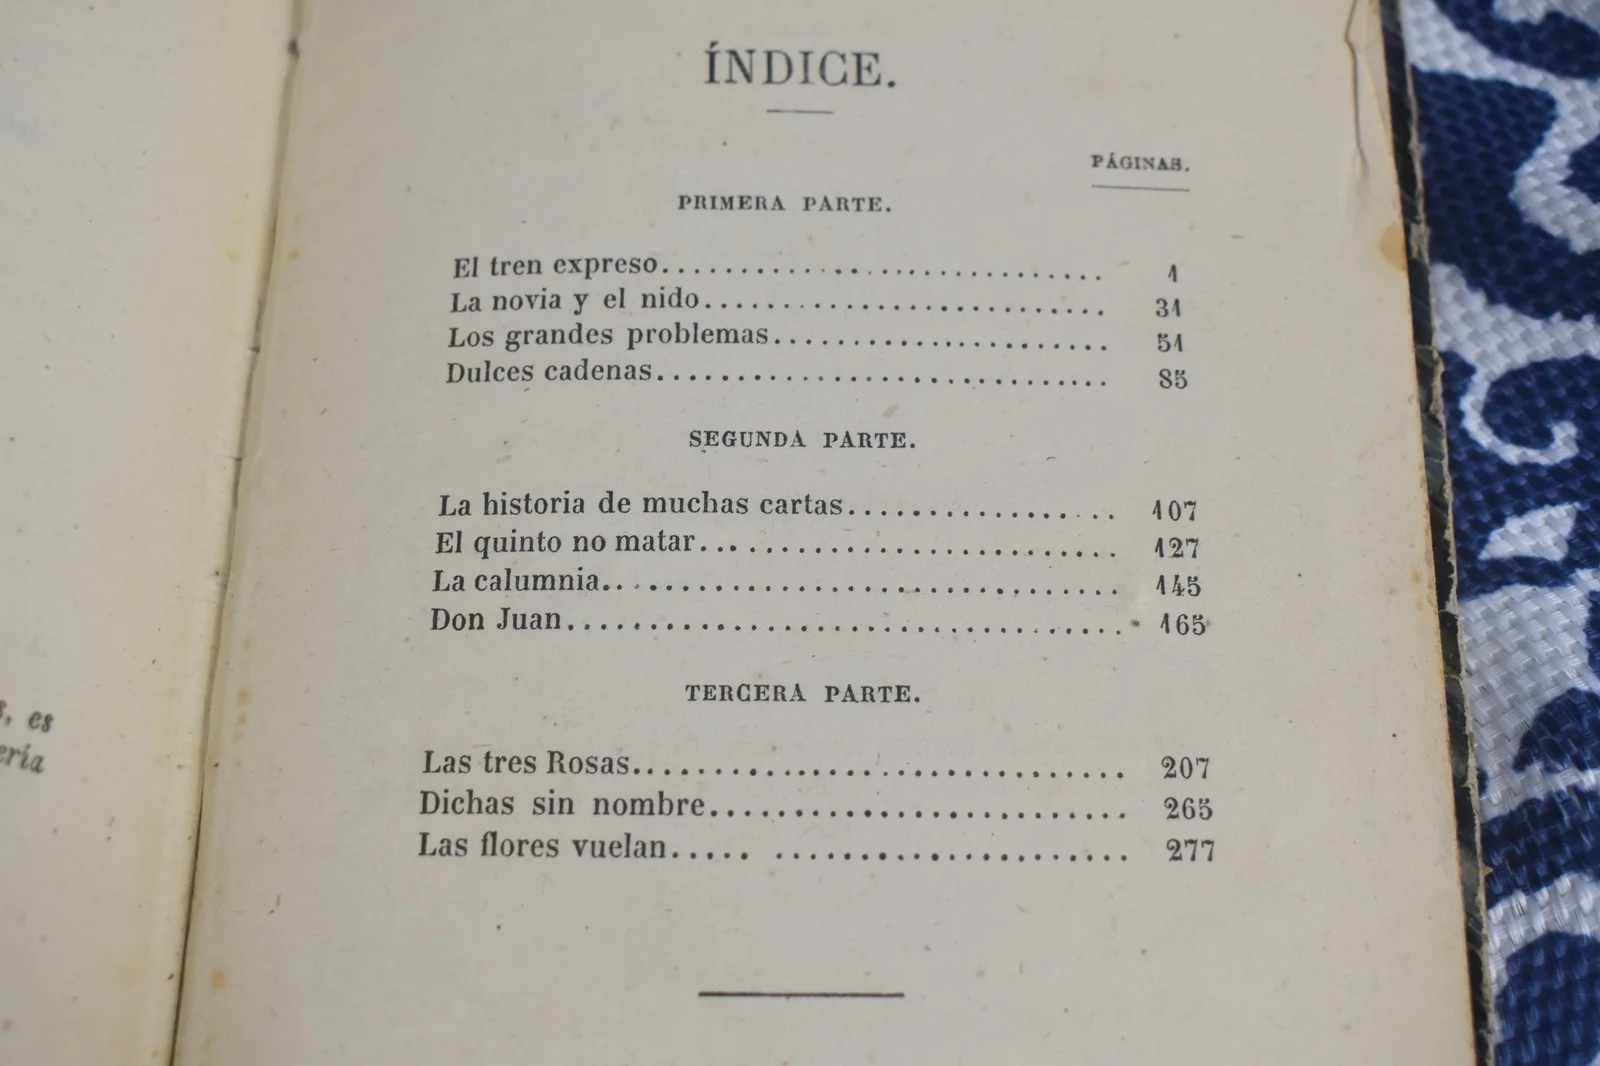 ÍNDICE.
PÁGINAS.
PRIMERA PARTE.
El tren expreso.............................. 1
La novia y el nido......................... 31
Los grandes problemas..................... 51
Dulces cadenas............................ 85
SEGUNDA PARTE.
La historia de muchas cartas................. 107
El quinto no matar.......................... 127
La calumnia................................ 145
Don Juan.................................. 165
TERCERA PARTE.
Las tres Rosas.............................. 207
Dichas sin nombre.......................... 265
Las flores vuelan..... ...................... 277
, es
ería